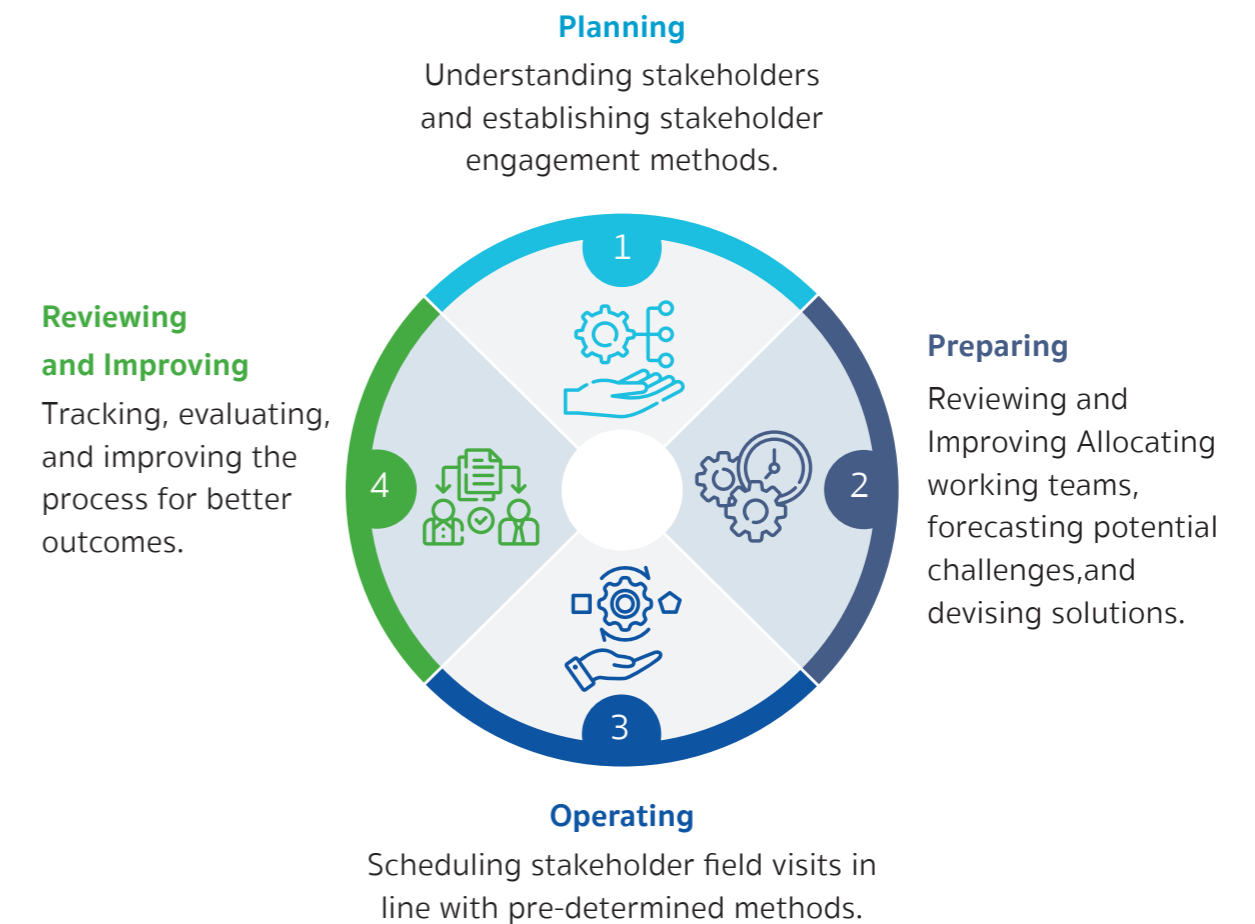 Planning
Understanding stakeholders
and establishing stakeholder
engagement methods.
1
Preparing
Reviewing and
Improving Allocating
working teams,
forecasting potential
challenges,and
devising solutions.
2
3
Operating
Scheduling stakeholder field visits in
line with pre-determined methods.
Reviewing
and Improving
Tracking, evaluating,
and improving the
process for better
outcomes.
4